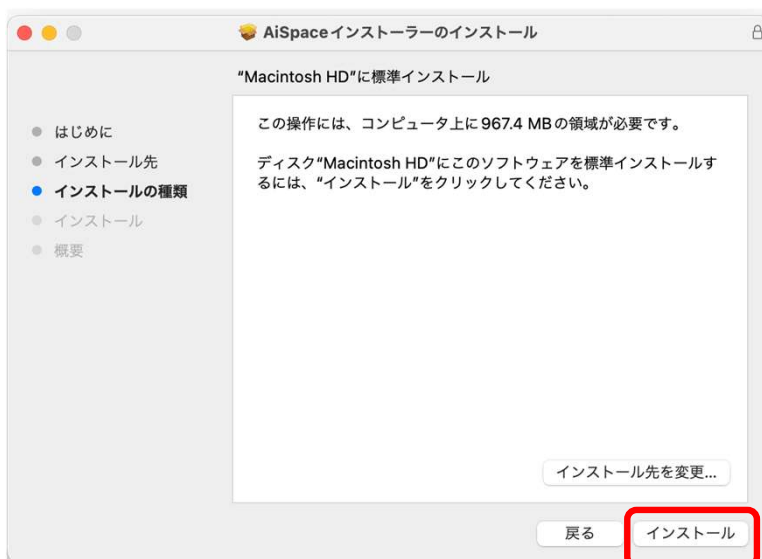 AiSpaceインストーラーのインストール
“Macintosh HD”に標準インストール
はじめに
インストール先
インストールの種類
インストール
概要
この操作には、コンピュータ上に967.4 MBの領域が必要です。
ディスク“Macintosh HD”にこのソフトウェアを標準インストールす
るには、“インストール”をクリックしてください。
インストール先を変更...
戻る
インストール